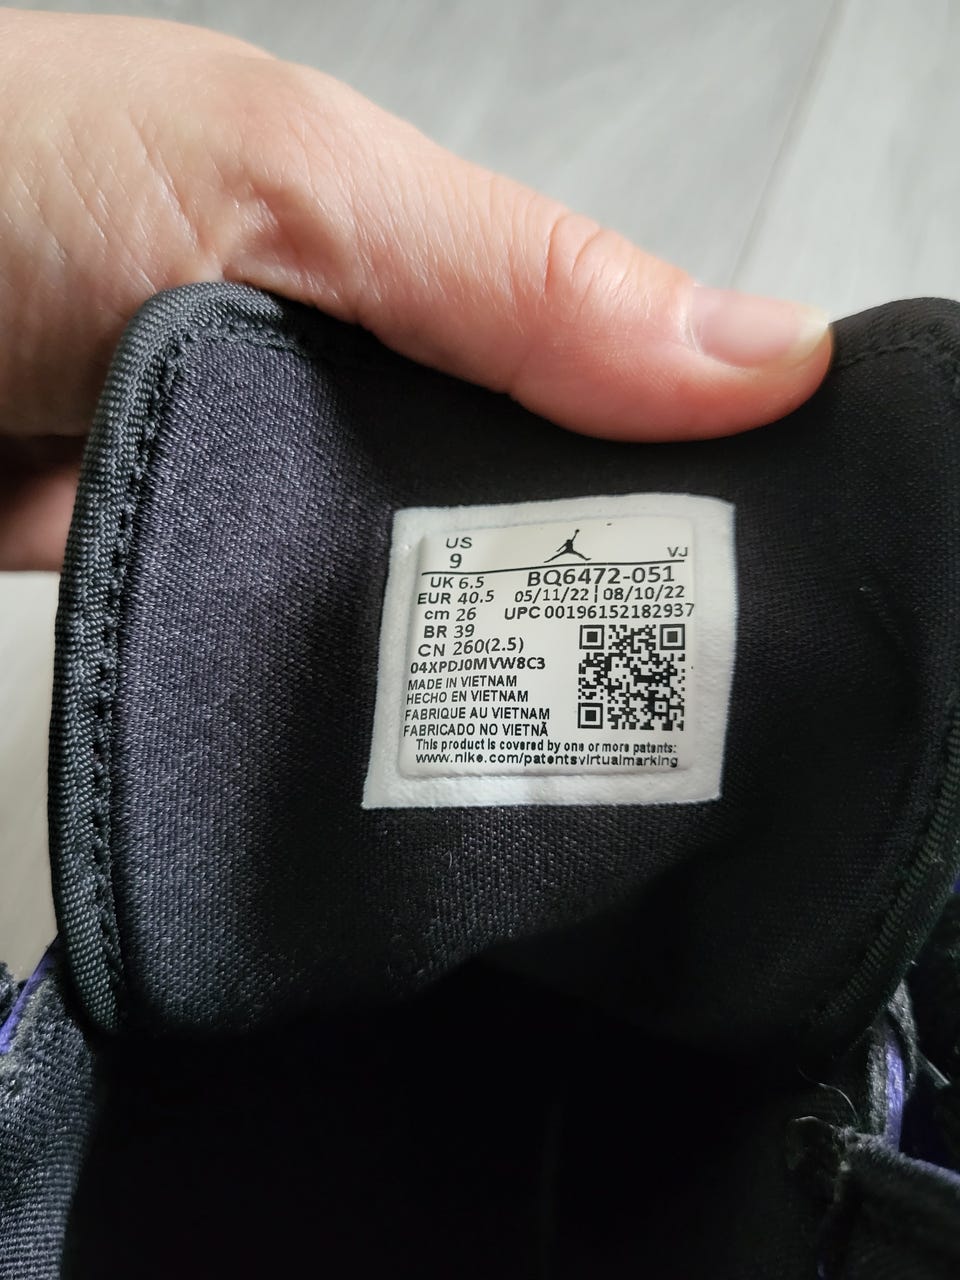 US
9
VJ
UK 6.5
BQ6472-051
EUR 40.5
05/11/22 | 08/10/22
cm 26
UPC 00196152182937
BR 39
CN 260(2.5)
04XPDJ0MVW8C3
MADE IN VIETNAM
HECHO EN VIETNAM
FABRIQUE AU VIETNAM
FABRICADO NO VIETNÃ
This product is covered by one or more patents:
www.nike.com/patentsvirtualmarking